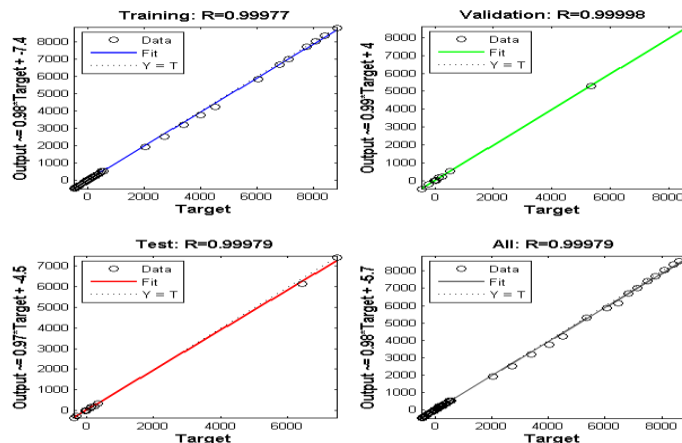 Training: R=0.99977
Output ~= 0.98*Target + -7.4
8000
7000
6000
5000
4000
3000
2000
1000
0
Data
Fit
Y = T
0 2000 4000 6000 8000
Target
Validation: R=0.99998
Output ~= 0.99*Target + 4
8000
7000
6000
5000
4000
3000
2000
1000
0
Data
Fit
Y = T
0 2000 4000 6000 8000
Target
Test: R=0.99979
Output ~= 0.97*Target + -4.5
7000
6000
5000
4000
3000
2000
1000
0
Data
Fit
Y = T
0 2000 4000 6000
Target
All: R=0.99979
Output ~= 0.98*Target + -5.7
8000
7000
6000
5000
4000
3000
2000
1000
0
Data
Fit
Y = T
0 2000 4000 6000 8000
Target